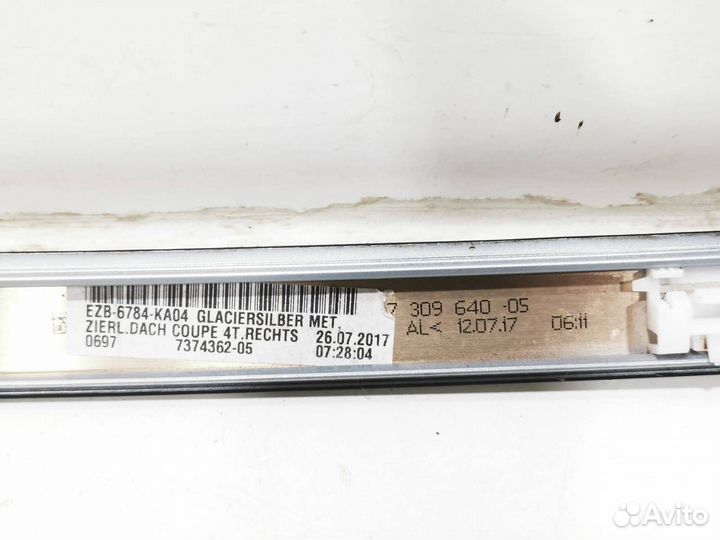 EZB-6784-KA04 GLACIERSILBER MET.
ZIERL.DACH COUPE 4T.RECHTS 26.07.2017
0697 7374362-05 07:28:04
7 309 640 -05
AL< 12.07.17 06:11
Avito